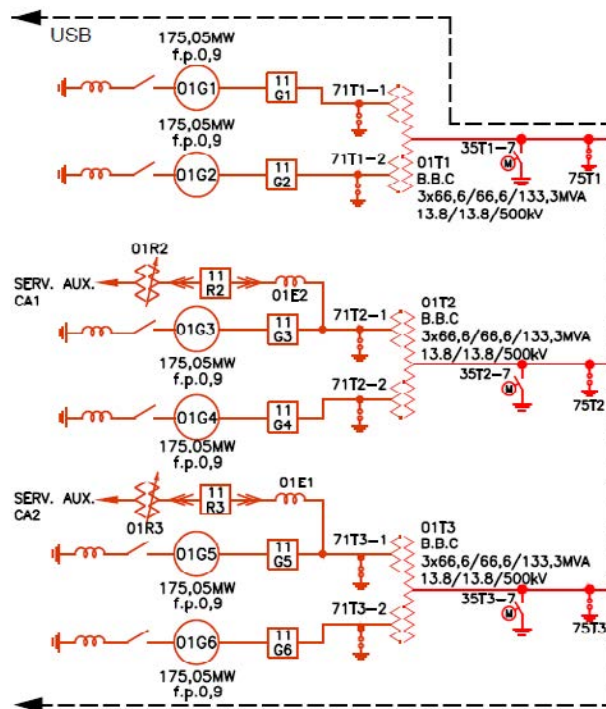 USB
175,05MW
f.p.0,9
01G1
11
G1
71T1-1
175,05MW
f.p.0,9
01G2
11
G2
71T1-2
01T1
B.B.C
3x66,6/66,6/133,3MVA
13.8/13.8/500kV
35T1-7
M
75T1
01R2
SERV. AUX.
CA1
11
R2
01E2
71T2-1
01G3
11
G3
175,05MW
f.p.0,9
71T2-2
01T2
B.B.C
3x66,6/66,6/133,3MVA
13.8/13.8/500kV
35T2-7
M
75T2
01G4
11
G4
175,05MW
f.p.0,9
SERV. AUX.
CA2
11
R3
01E1
01R3
71T3-1
01G5
11
G5
175,05MW
f.p.0,9
71T3-2
01T3
B.B.C
3x66,6/66,6/133,3MVA
13.8/13.8/500kV
35T3-7
M
75T3
01G6
11
G6
175,05MW
f.p.0,9